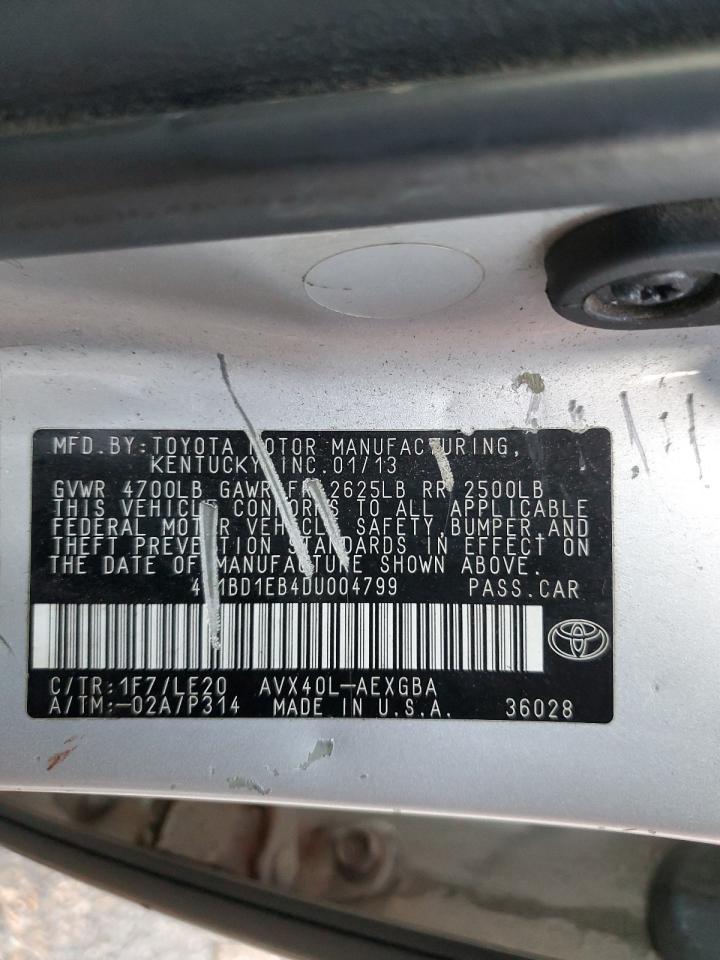 MFD. BY: TOYOTA MOTOR MANUFACTURING,
KENTUCKY, INC. 01/13
GVWR 4700LB GAWR FR 2625LB RR 2500LB
THIS VEHICLE CONFORMS TO ALL APPLICABLE
FEDERAL MOTOR VEHICLE SAFETY, BUMPER, AND
THEFT PREVENTION STANDARDS IN EFFECT ON
THE DATE OF MANUFACTURE SHOWN ABOVE.
4T1BD1EB4DU004799 PASS. CAR
C/TR: 1F7/LE20 AVX40L-AEXGBA
A/TM: -02A/P314 MADE IN U.S.A. 36028